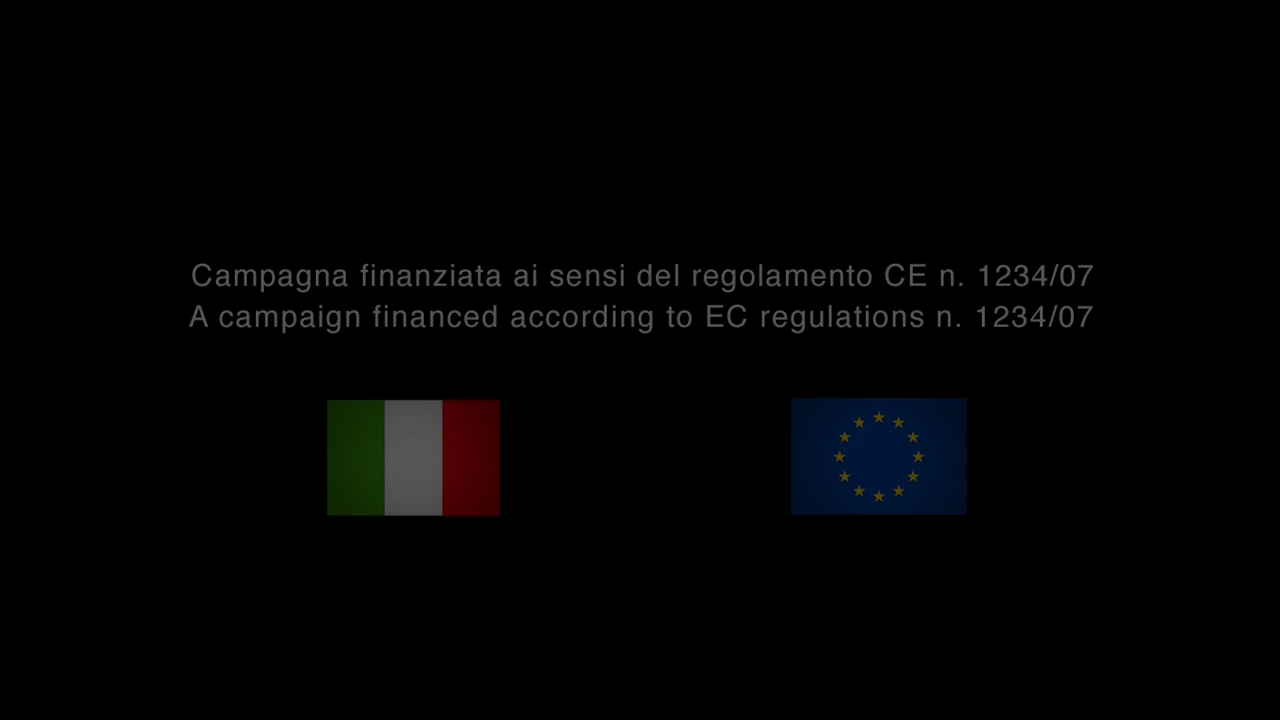 Campagna finanziata ai sensi del regolamento CE n. 1234/07
A campaign financed according to EC regulations n. 1234/07